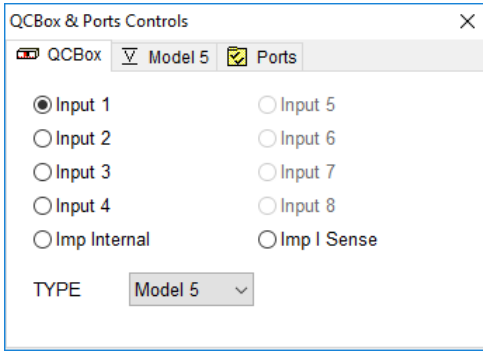 QCBox & Ports Controls
QCBox Model 5 Ports
Input 1 Input 5
Input 2 Input 6
Input 3 Input 7
Input 4 Input 8
Imp Internal Imp I Sense
TYPE Model 5